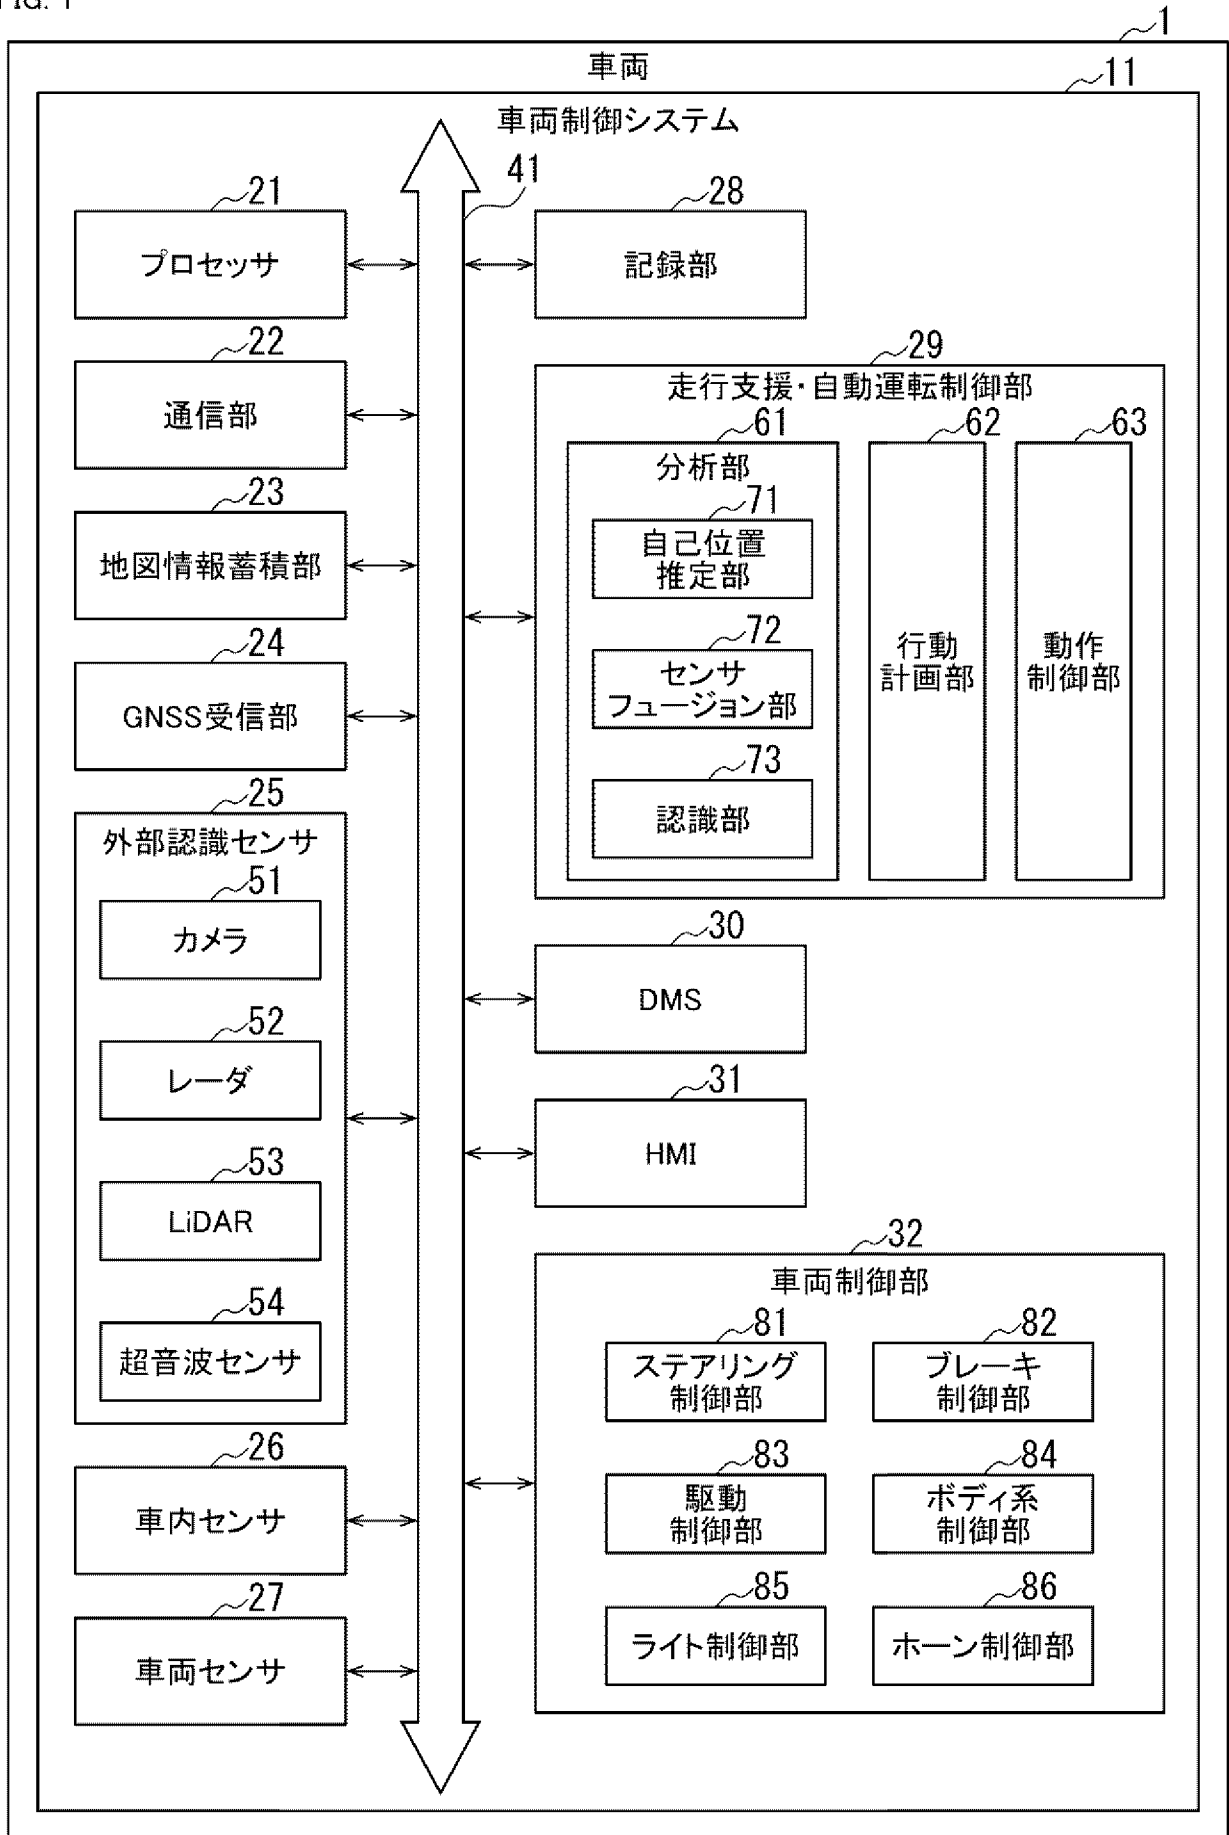 FIG. 1
1
車両
11
車両制御システム
41
21
プロセッサ
22
通信部
23
地図情報蓄積部
24
GNSS受信部
25
外部認識センサ
51
カメラ
52
レーダ
53
LiDAR
54
超音波センサ
26
車内センサ
27
車両センサ
28
記録部
29
走行支援・自動運転制御部
61
分析部
71
自己位置
推定部
72
センサ
フュージョン部
73
認識部
62
行動
計画部
63
動作
制御部
30
DMS
31
HMI
32
車両制御部
81
ステアリング
制御部
82
ブレーキ
制御部
83
駆動
制御部
84
ボディ系
制御部
85
ライト制御部
86
ホーン制御部